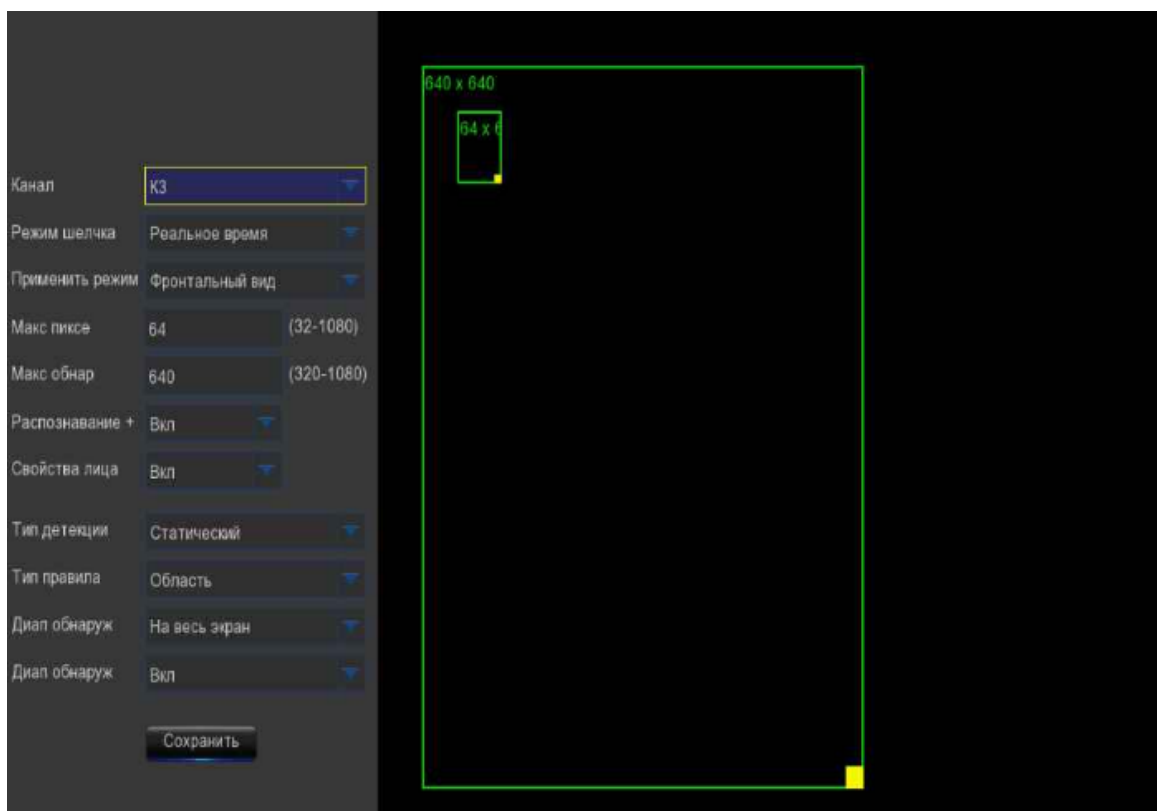 640 x 640
64 x 6
Канал К3
Режим шелчка Реальное время
Применить режим Фронтальный вид
Макс пиксе 64 (32-1080)
Макс обнар 640 (320-1080)
Распознавание + Вкл
Свойства лица Вкл
Тип детекции Статический
Тип правила Область
Диап обнаруж На весь экран
Диап обнаруж Вкл
Сохранить